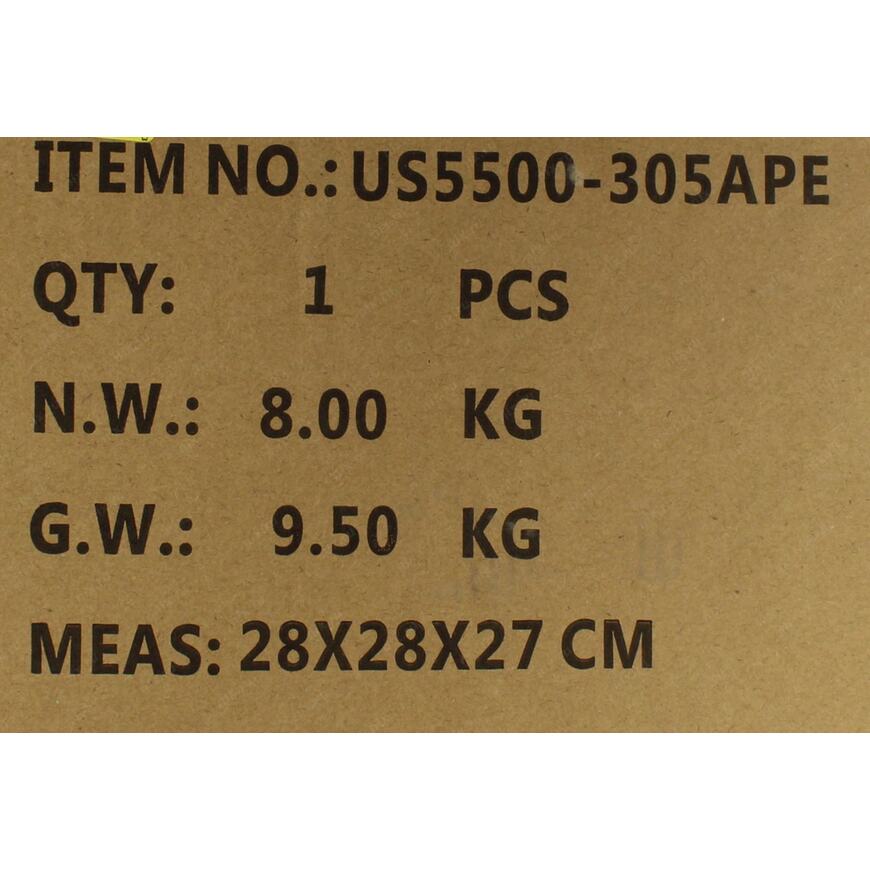 ITEM NO.: US5500-305APE
QTY: 1 PCS
N.W.: 8.00 KG
G.W.: 9.50 KG
MEAS: 28X28X27 CM